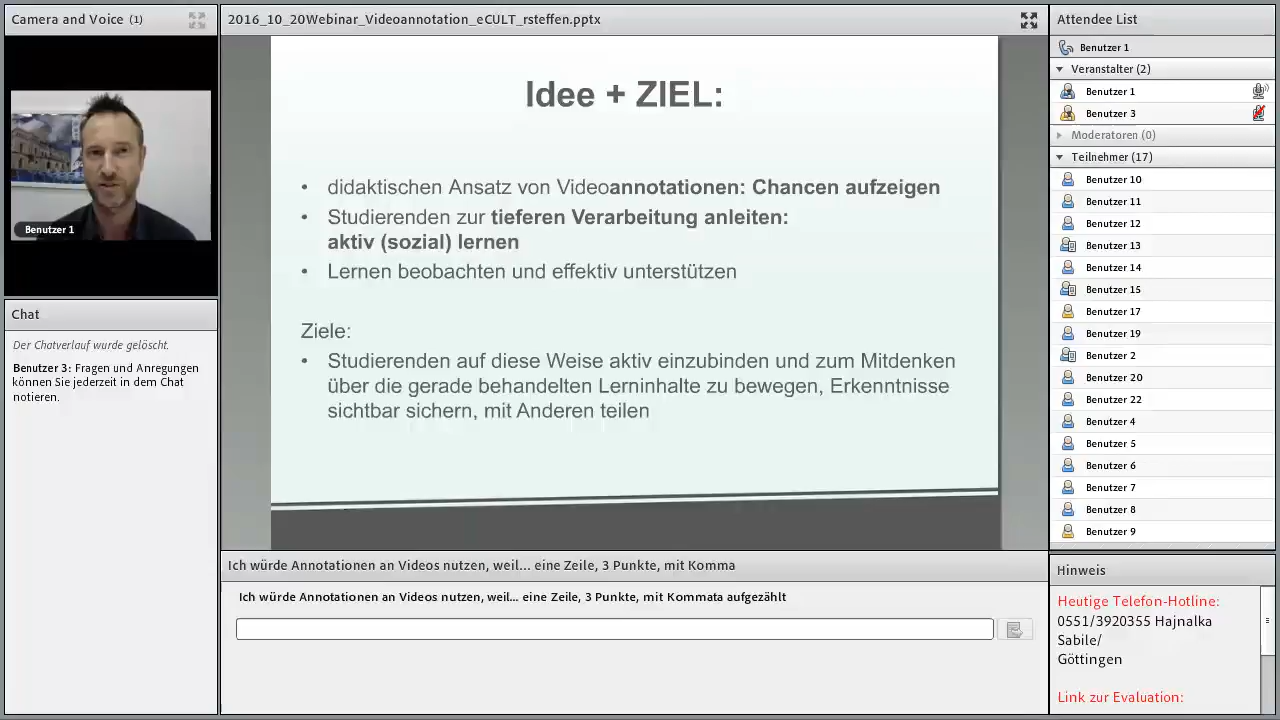 Camera and Voice (1)
Benutzer 1
Chat
Der Chatverlauf wurde gelöscht.
Benutzer 3: Fragen und Anregungen
können Sie jederzeit in dem Chat
notieren.
2016_10_20Webinar_Videoannotation_eCULT_rsteffen.pptx
Idee + ZIEL:
• didaktischen Ansatz von Videoannotationen: Chancen aufzeigen
• Studierenden zur tieferen Verarbeitung anleiten:
aktiv (sozial) lernen
• Lernen beobachten und effektiv unterstützen
Ziele:
• Studierenden auf diese Weise aktiv einzubinden und zum Mitdenken
über die gerade behandelten Lerninhalte zu bewegen, Erkenntnisse
sichtbar sichern, mit Anderen teilen
Ich würde Annotationen an Videos nutzen, weil... eine Zeile, 3 Punkte, mit Komma
Ich würde Annotationen an Videos nutzen, weil... eine Zeile, 3 Punkte, mit Kommata aufgezählt
Attendee List
Benutzer 1
Veranstalter (2)
Benutzer 1
Benutzer 3
Moderatoren (0)
Teilnehmer (17)
Benutzer 10
Benutzer 11
Benutzer 12
Benutzer 13
Benutzer 14
Benutzer 15
Benutzer 17
Benutzer 19
Benutzer 2
Benutzer 20
Benutzer 22
Benutzer 4
Benutzer 5
Benutzer 6
Benutzer 7
Benutzer 8
Benutzer 9
Hinweis
Heutige Telefon-Hotline:
0551/3920355 Hajnalka
Sabile/
Göttingen
Link zur Evaluation: